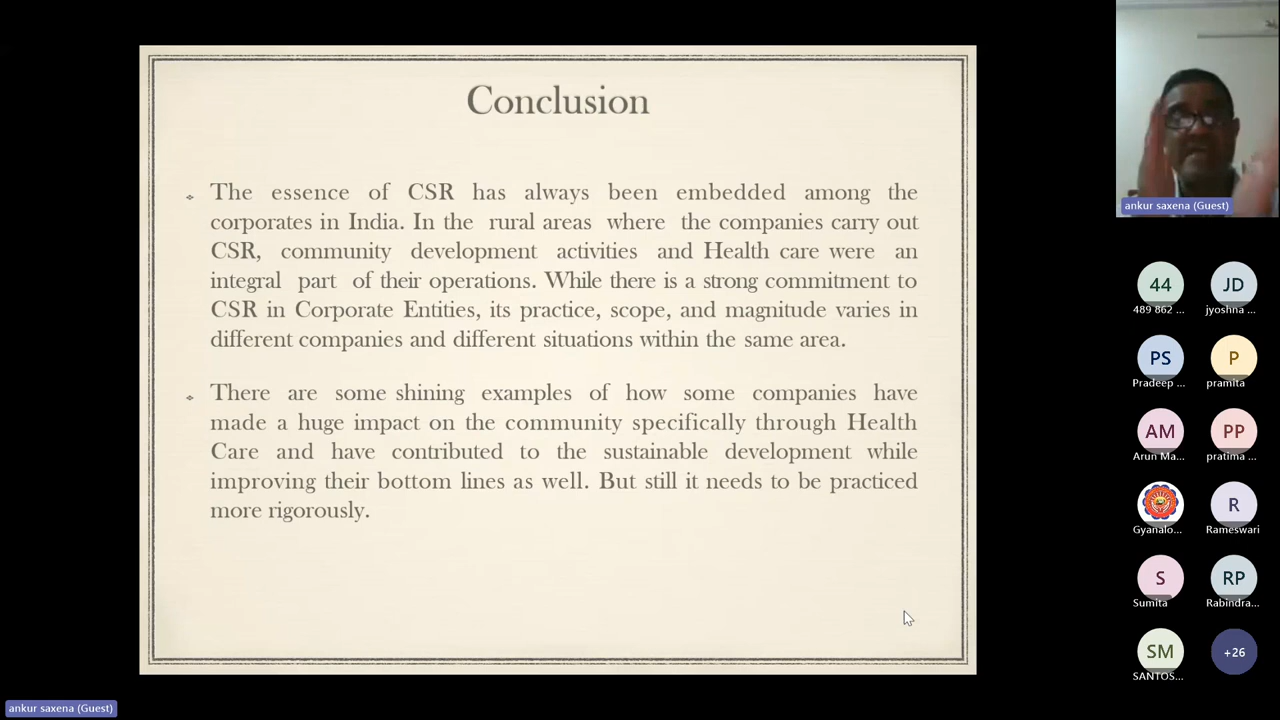 Conclusion
The essence of CSR has always been embedded among the
corporates in India. In the rural areas where the companies carry out
CSR, community development activities and Health care were an
integral part of their operations. While there is a strong commitment to
CSR in Corporate Entities, its practice, scope, and magnitude varies in
different companies and different situations within the same area.
There are some shining examples of how some companies have
made a huge impact on the community specifically through Health
Care and have contributed to the sustainable development while
improving their bottom lines as well. But still it needs to be practiced
more rigorously.
ankur saxena (Guest)
44
JD
489 862 ...
jyoshna ...
PS
P
Pradeep ...
pramita
AM
PP
Arun Ma...
pratima ...
R
Gyanalo...
Rameswari
S
RP
Sumita
Rabindra...
SM
+26
SANTOS...
ankur saxena (Guest)